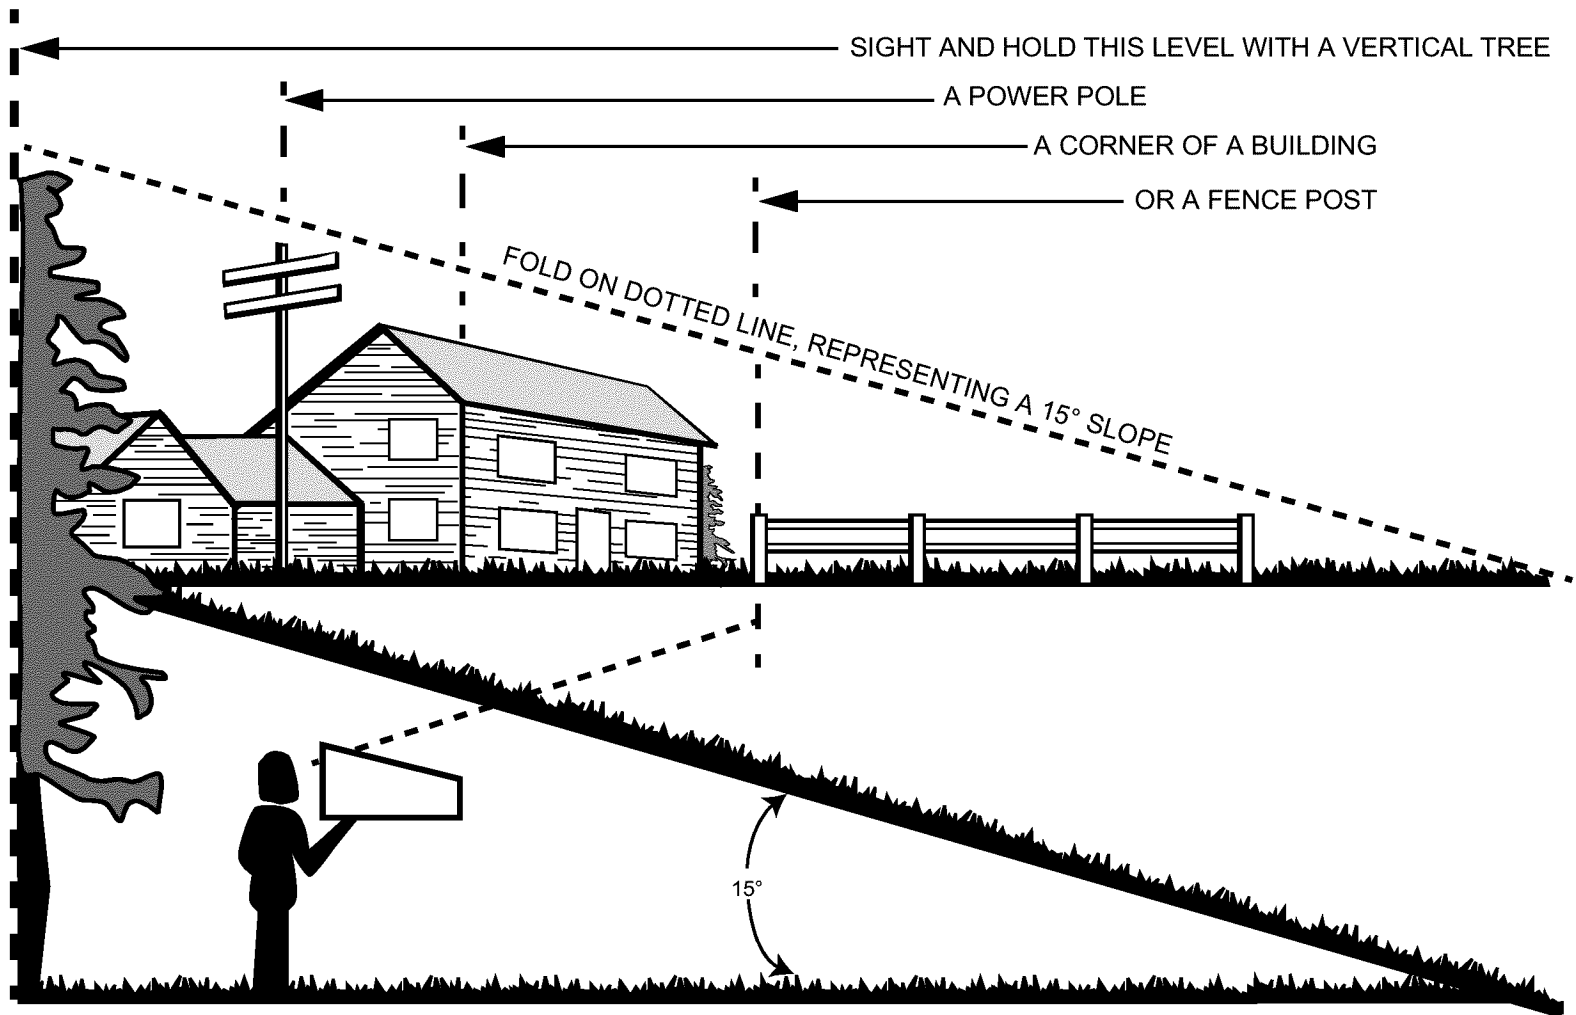 SIGHT AND HOLD THIS LEVEL WITH A VERTICAL TREE
A POWER POLE
A CORNER OF A BUILDING
OR A FENCE POST
FOLD ON DOTTED LINE, REPRESENTING A 15° SLOPE
15°